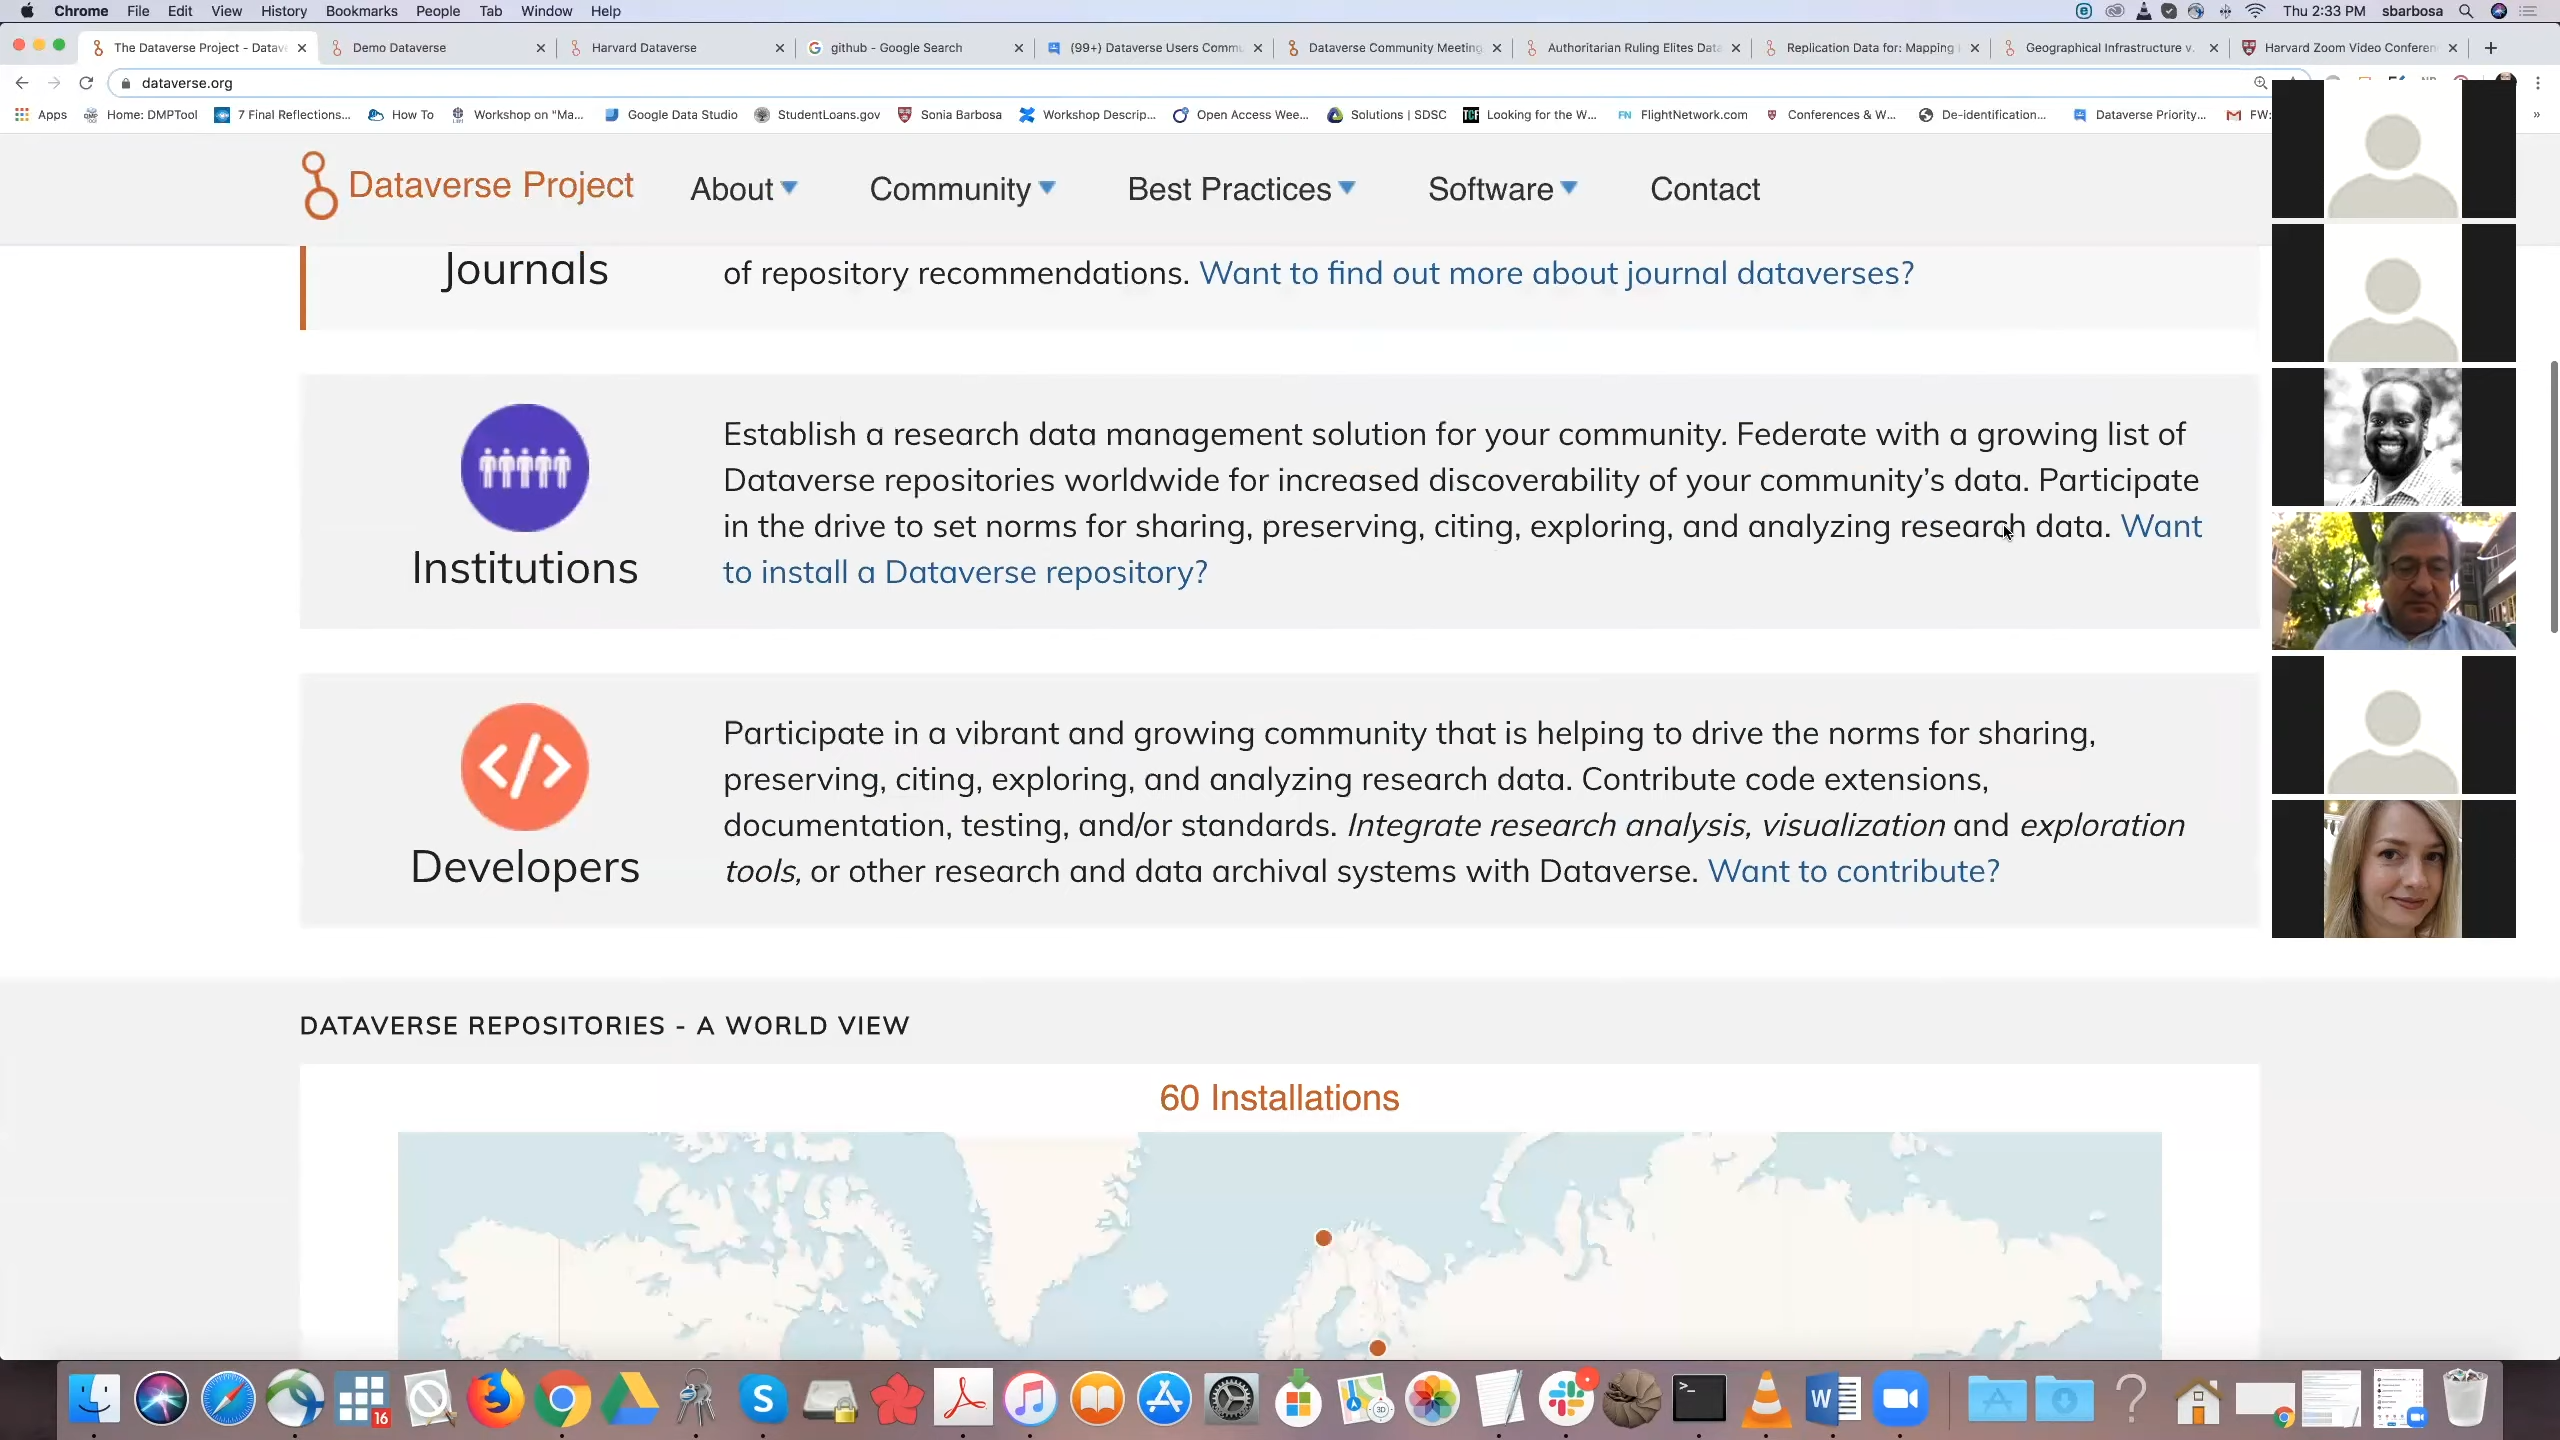 Chrome File Edit View History Bookmarks People Tab Window Help
Thu 2:33 PM sbarbosa
The Dataverse Project - Datave
Demo Dataverse
Harvard Dataverse
github - Google Search
(99+) Dataverse Users Commu
Dataverse Community Meeting
Authoritarian Ruling Elites Data
Replication Data for: Mapping
Geographical Infrastructure v.
Harvard Zoom Video Conferen
dataverse.org
Apps
Home: DMPTool
7 Final Reflections...
How To
Workshop on "Ma...
Google Data Studio
StudentLoans.gov
Sonia Barbosa
Workshop Descrip...
Open Access Wee...
Solutions | SDSC
Looking for the W...
FlightNetwork.com
Conferences & W...
De-identification...
Dataverse Priority...
FW:
»
Dataverse Project
About
Community
Best Practices
Software
Contact
Journals
of repository recommendations. Want to find out more about journal dataverses?
Institutions
Establish a research data management solution for your community. Federate with a growing list of
Dataverse repositories worldwide for increased discoverability of your community’s data. Participate
in the drive to set norms for sharing, preserving, citing, exploring, and analyzing research data. Want
to install a Dataverse repository?
Developers
Participate in a vibrant and growing community that is helping to drive the norms for sharing,
preserving, citing, exploring, and analyzing research data. Contribute code extensions,
documentation, testing, and/or standards. Integrate research analysis, visualization and exploration
tools, or other research and data archival systems with Dataverse. Want to contribute?
DATAVERSE REPOSITORIES - A WORLD VIEW
60 Installations
16